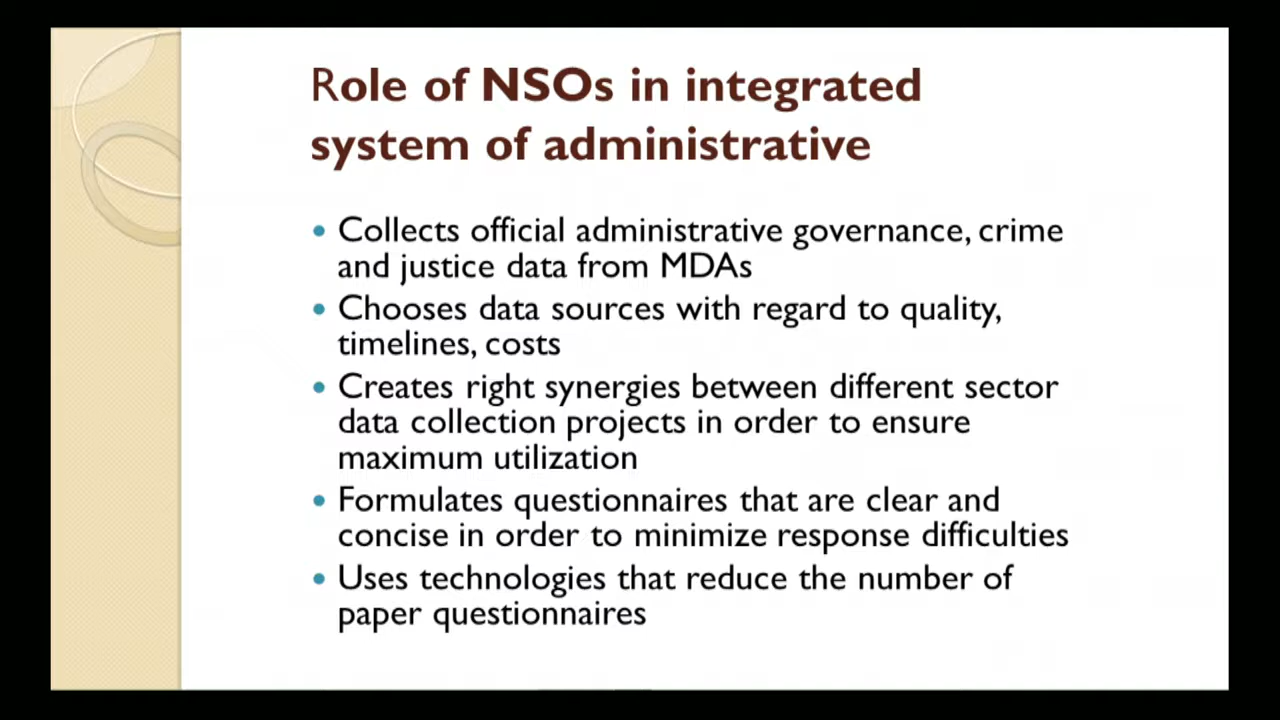 Role of NSOs in integrated
system of administrative
• Collects official administrative governance, crime
and justice data from MDAs
• Chooses data sources with regard to quality,
timelines, costs
• Creates right synergies between different sector
data collection projects in order to ensure
maximum utilization
• Formulates questionnaires that are clear and
concise in order to minimize response difficulties
• Uses technologies that reduce the number of
paper questionnaires